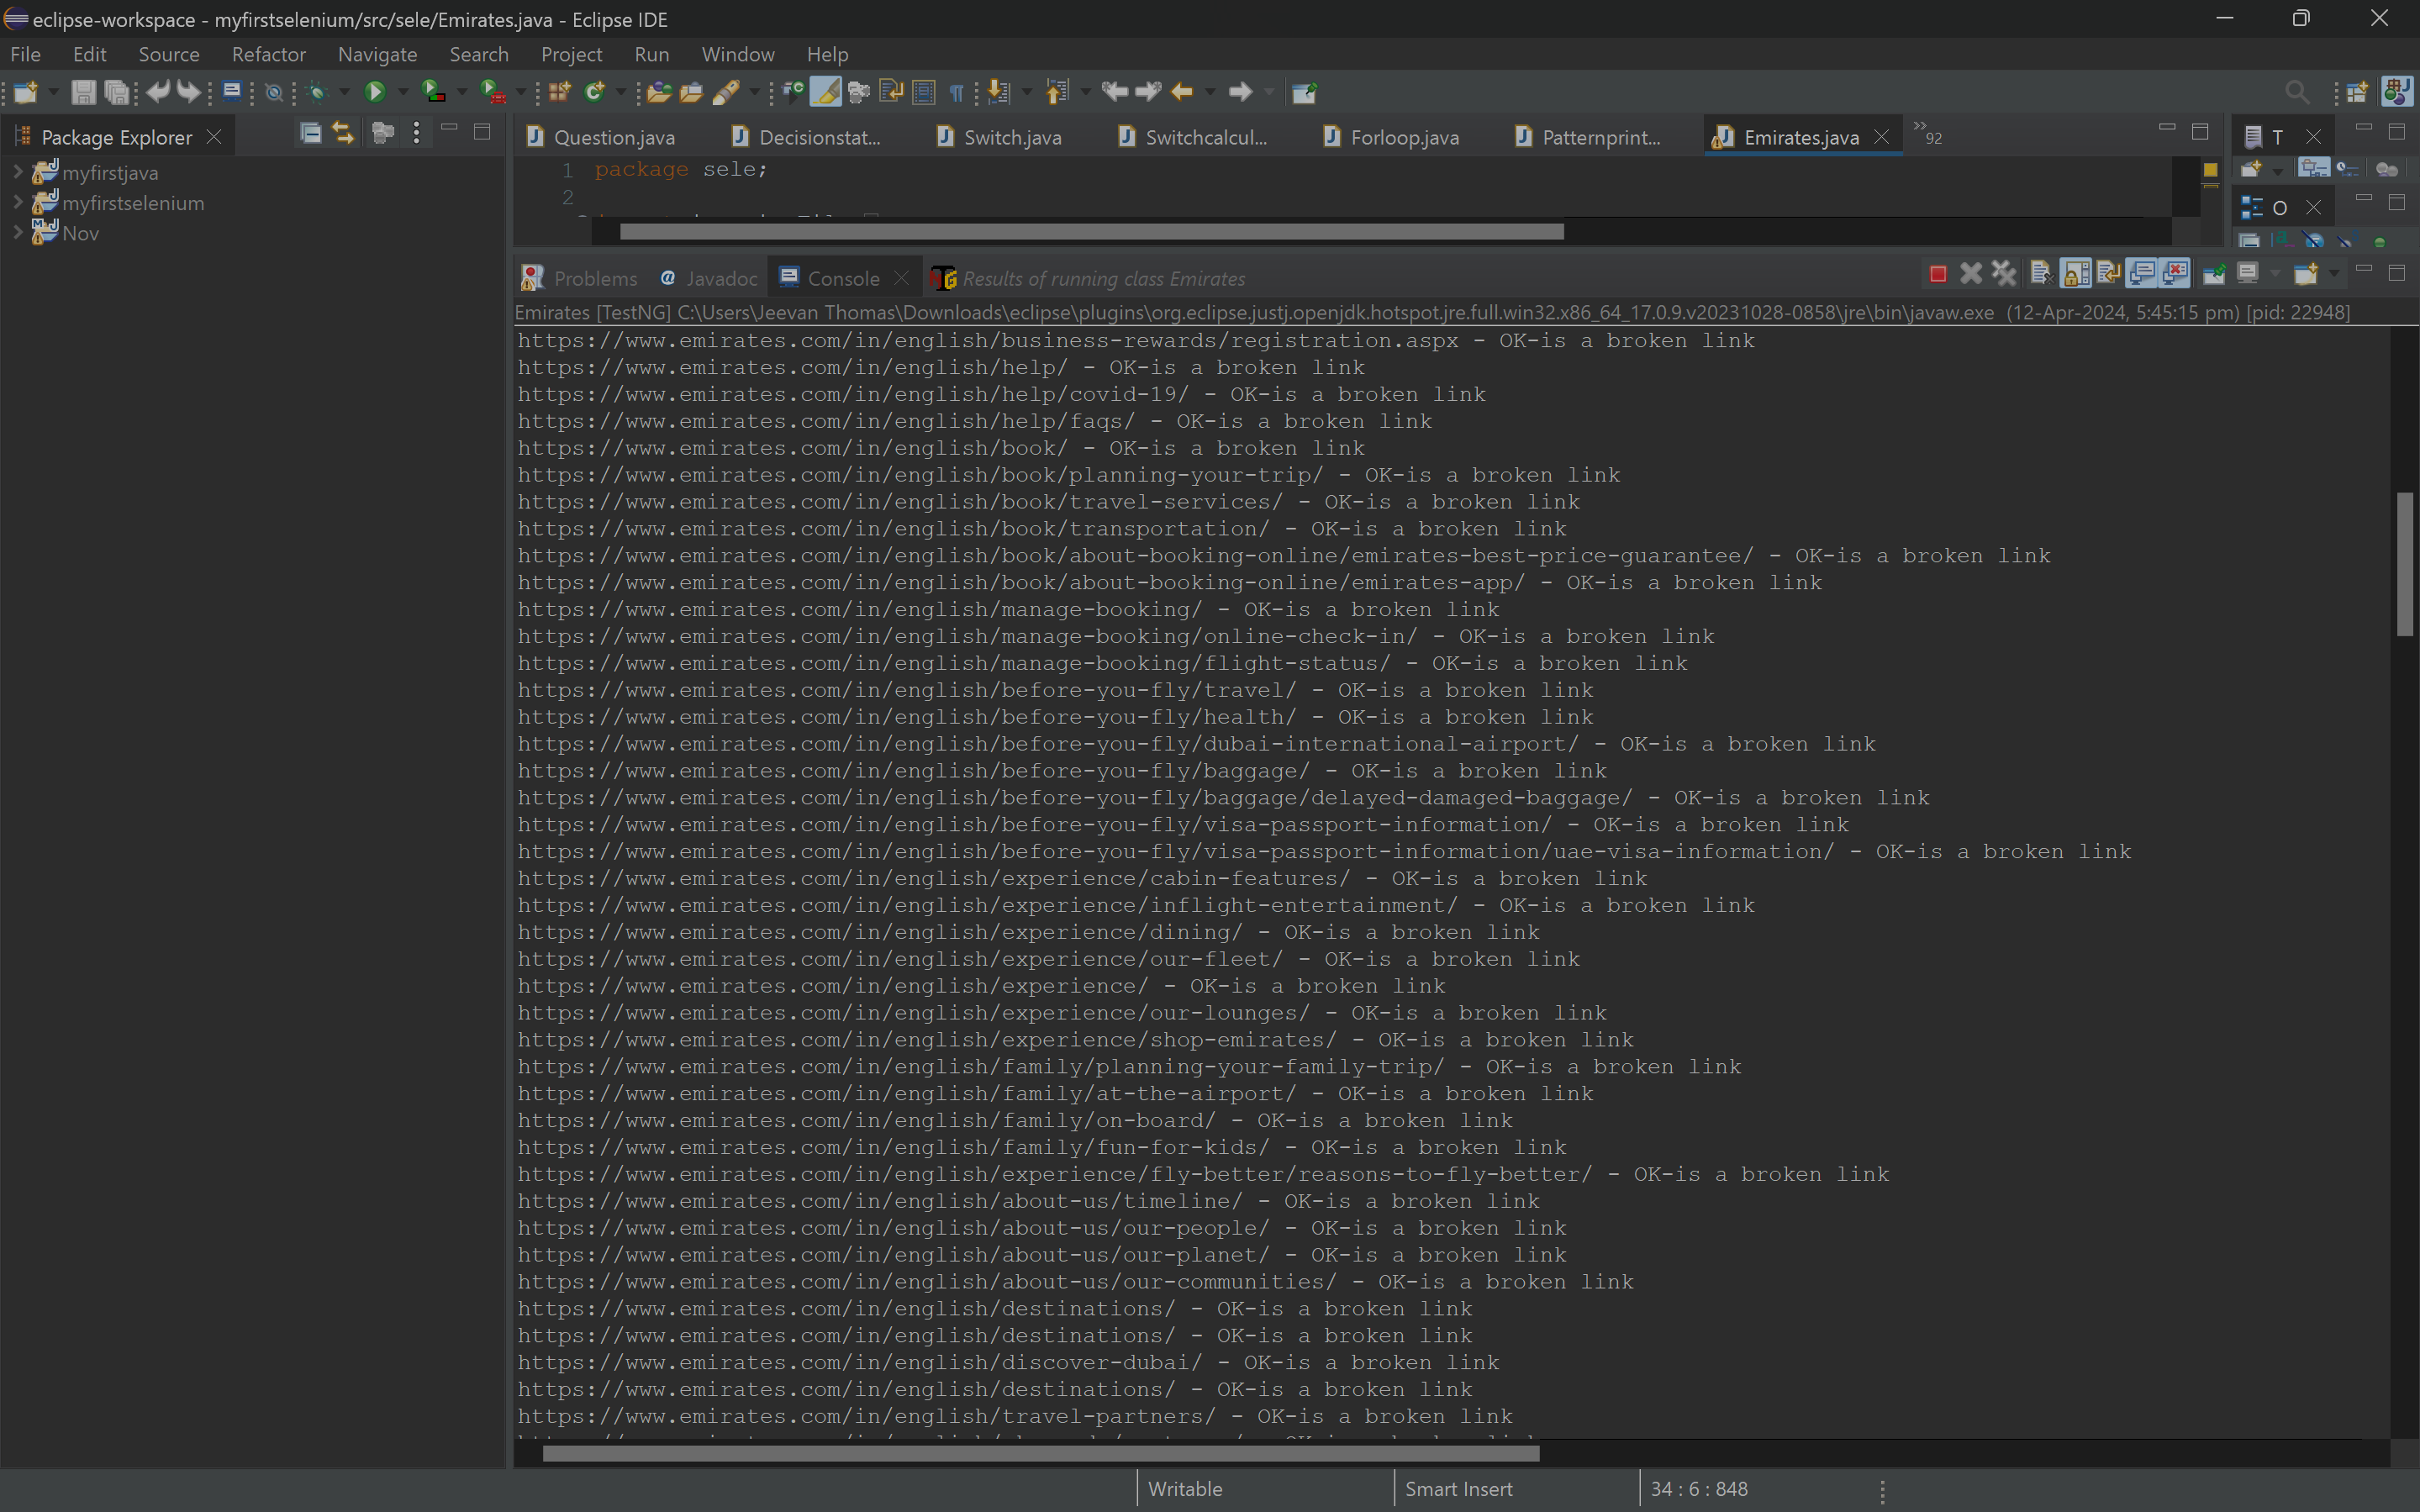 eclipse-workspace - myfirstselenium/src/sele/Emirates.java - Eclipse IDE
File Edit Source Refactor Navigate Search Project Run Window Help
Package Explorer
myfirstjava
myfirstselenium
Nov
Question.java Decisionstat... Switch.java Switchcalcul... Forloop.java Patternprint... Emirates.java »92
T
1 package sele;
2
O
Problems @ Javadoc Console Results of running class Emirates
Emirates [TestNG] C:\Users\Jeevan Thomas\Downloads\eclipse\plugins\org.eclipse.justj.openjdk.hotspot.jre.full.win32.x86_64_17.0.9.v20231028-0858\jre\bin\javaw.exe (12-Apr-2024, 5:45:15 pm) [pid: 22948]
https://www.emirates.com/in/english/business-rewards/registration.aspx - OK-is a broken link
https://www.emirates.com/in/english/help/ - OK-is a broken link
https://www.emirates.com/in/english/help/covid-19/ - OK-is a broken link
https://www.emirates.com/in/english/help/faqs/ - OK-is a broken link
https://www.emirates.com/in/english/book/ - OK-is a broken link
https://www.emirates.com/in/english/book/planning-your-trip/ - OK-is a broken link
https://www.emirates.com/in/english/book/travel-services/ - OK-is a broken link
https://www.emirates.com/in/english/book/transportation/ - OK-is a broken link
https://www.emirates.com/in/english/book/about-booking-online/emirates-best-price-guarantee/ - OK-is a broken link
https://www.emirates.com/in/english/book/about-booking-online/emirates-app/ - OK-is a broken link
https://www.emirates.com/in/english/manage-booking/ - OK-is a broken link
https://www.emirates.com/in/english/manage-booking/online-check-in/ - OK-is a broken link
https://www.emirates.com/in/english/manage-booking/flight-status/ - OK-is a broken link
https://www.emirates.com/in/english/before-you-fly/travel/ - OK-is a broken link
https://www.emirates.com/in/english/before-you-fly/health/ - OK-is a broken link
https://www.emirates.com/in/english/before-you-fly/dubai-international-airport/ - OK-is a broken link
https://www.emirates.com/in/english/before-you-fly/baggage/ - OK-is a broken link
https://www.emirates.com/in/english/before-you-fly/baggage/delayed-damaged-baggage/ - OK-is a broken link
https://www.emirates.com/in/english/before-you-fly/visa-passport-information/ - OK-is a broken link
https://www.emirates.com/in/english/before-you-fly/visa-passport-information/uae-visa-information/ - OK-is a broken link
https://www.emirates.com/in/english/experience/cabin-features/ - OK-is a broken link
https://www.emirates.com/in/english/experience/inflight-entertainment/ - OK-is a broken link
https://www.emirates.com/in/english/experience/dining/ - OK-is a broken link
https://www.emirates.com/in/english/experience/our-fleet/ - OK-is a broken link
https://www.emirates.com/in/english/experience/ - OK-is a broken link
https://www.emirates.com/in/english/experience/our-lounges/ - OK-is a broken link
https://www.emirates.com/in/english/experience/shop-emirates/ - OK-is a broken link
https://www.emirates.com/in/english/family/planning-your-family-trip/ - OK-is a broken link
https://www.emirates.com/in/english/family/at-the-airport/ - OK-is a broken link
https://www.emirates.com/in/english/family/on-board/ - OK-is a broken link
https://www.emirates.com/in/english/family/fun-for-kids/ - OK-is a broken link
https://www.emirates.com/in/english/experience/fly-better/reasons-to-fly-better/ - OK-is a broken link
https://www.emirates.com/in/english/about-us/timeline/ - OK-is a broken link
https://www.emirates.com/in/english/about-us/our-people/ - OK-is a broken link
https://www.emirates.com/in/english/about-us/our-planet/ - OK-is a broken link
https://www.emirates.com/in/english/about-us/our-communities/ - OK-is a broken link
https://www.emirates.com/in/english/destinations/ - OK-is a broken link
https://www.emirates.com/in/english/destinations/ - OK-is a broken link
https://www.emirates.com/in/english/discover-dubai/ - OK-is a broken link
https://www.emirates.com/in/english/destinations/ - OK-is a broken link
https://www.emirates.com/in/english/travel-partners/ - OK-is a broken link
Writable Smart Insert 34 : 6 : 848